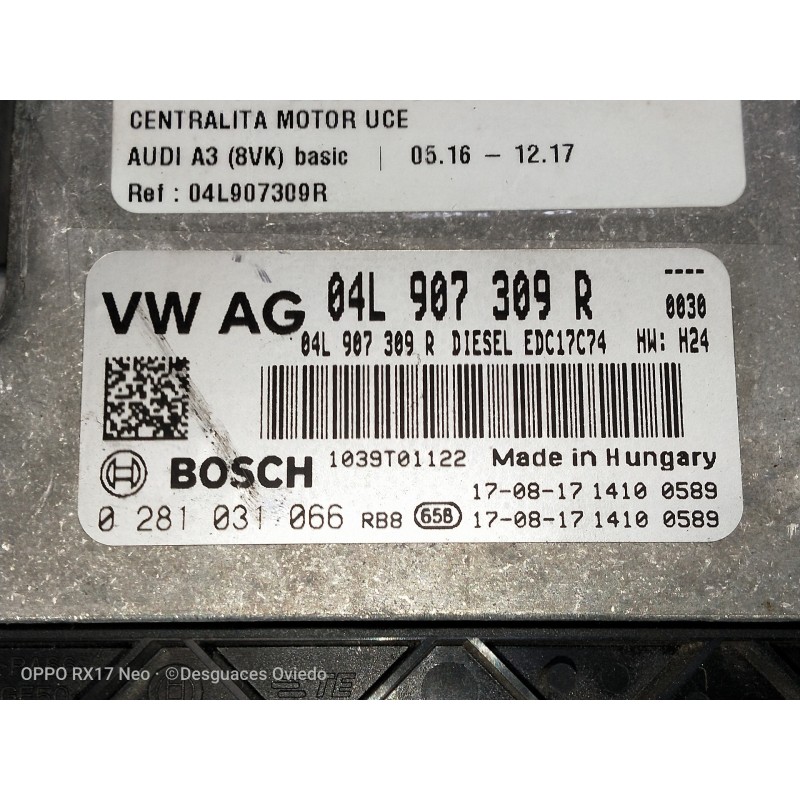 CENTRALITA MOTOR UCE
AUDI A3 (8VK) basic | 05.16 – 12.17
Ref : 04L907309R
VW AG 04L 907 309 R ----
0030
04L 907 309 R DIESEL EDC17C74 HW: H24
BOSCH 1039T01122 Made in Hungary
17-08-17 1410 0589
0 281 031 066 RB8 65B 17-08-17 1410 0589
OPPO RX17 Neo · ©Desguaces Oviedo
TE